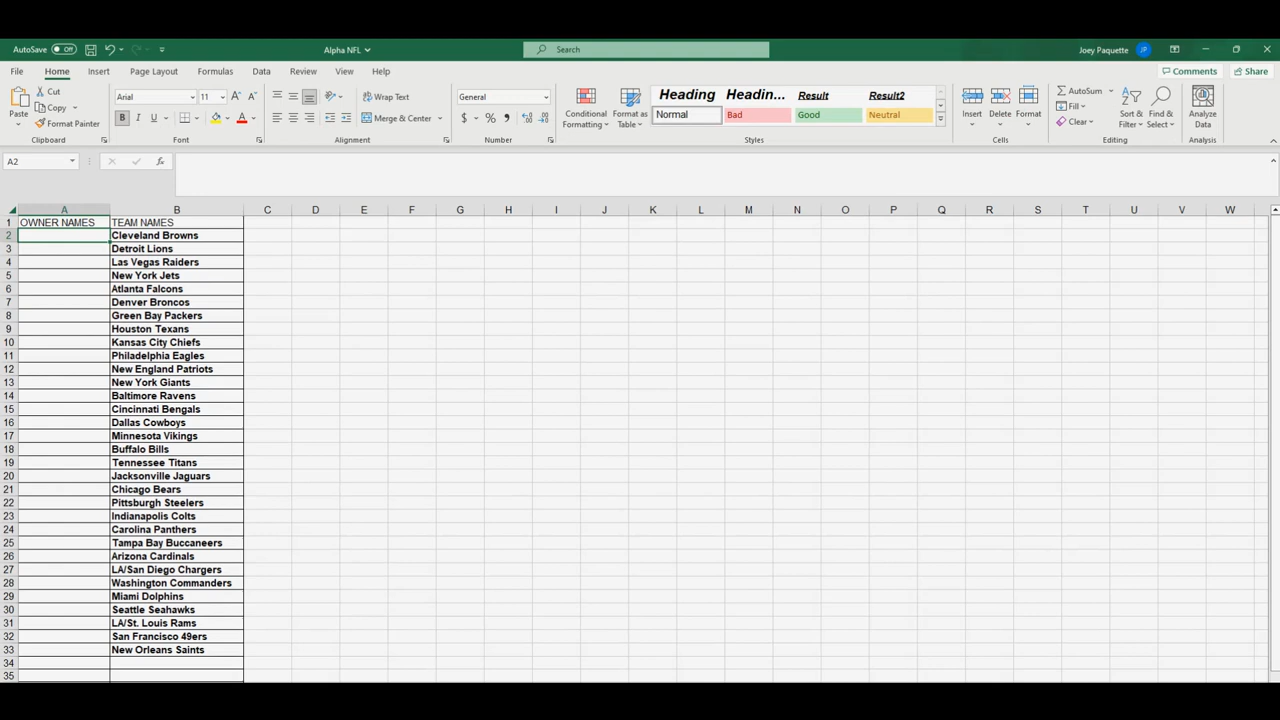 AutoSave Off Alpha NFL Search Joey Paquette JP
File Home Insert Page Layout Formulas Data Review View Help Comments Share
Paste Cut Copy Format Painter Clipboard
Arial 11 A A B I U A Font
Wrap Text Merge & Center Alignment
General $ % , Number
Conditional Formatting Format as Table
Heading Headin... Result Result2
Normal Bad Good Neutral
Styles
Insert Delete Format Cells
AutoSum Fill Clear Sort & Filter Find & Select Editing
Analyze Data Analysis
A2 fx
A B C D E F G H I J K L M N O P Q R S T U V W
1 OWNER NAMES TEAM NAMES
2 Cleveland Browns
3 Detroit Lions
4 Las Vegas Raiders
5 New York Jets
6 Atlanta Falcons
7 Denver Broncos
8 Green Bay Packers
9 Houston Texans
10 Kansas City Chiefs
11 Philadelphia Eagles
12 New England Patriots
13 New York Giants
14 Baltimore Ravens
15 Cincinnati Bengals
16 Dallas Cowboys
17 Minnesota Vikings
18 Buffalo Bills
19 Tennessee Titans
20 Jacksonville Jaguars
21 Chicago Bears
22 Pittsburgh Steelers
23 Indianapolis Colts
24 Carolina Panthers
25 Tampa Bay Buccaneers
26 Arizona Cardinals
27 LA/San Diego Chargers
28 Washington Commanders
29 Miami Dolphins
30 Seattle Seahawks
31 LA/St. Louis Rams
32 San Francisco 49ers
33 New Orleans Saints
34
35